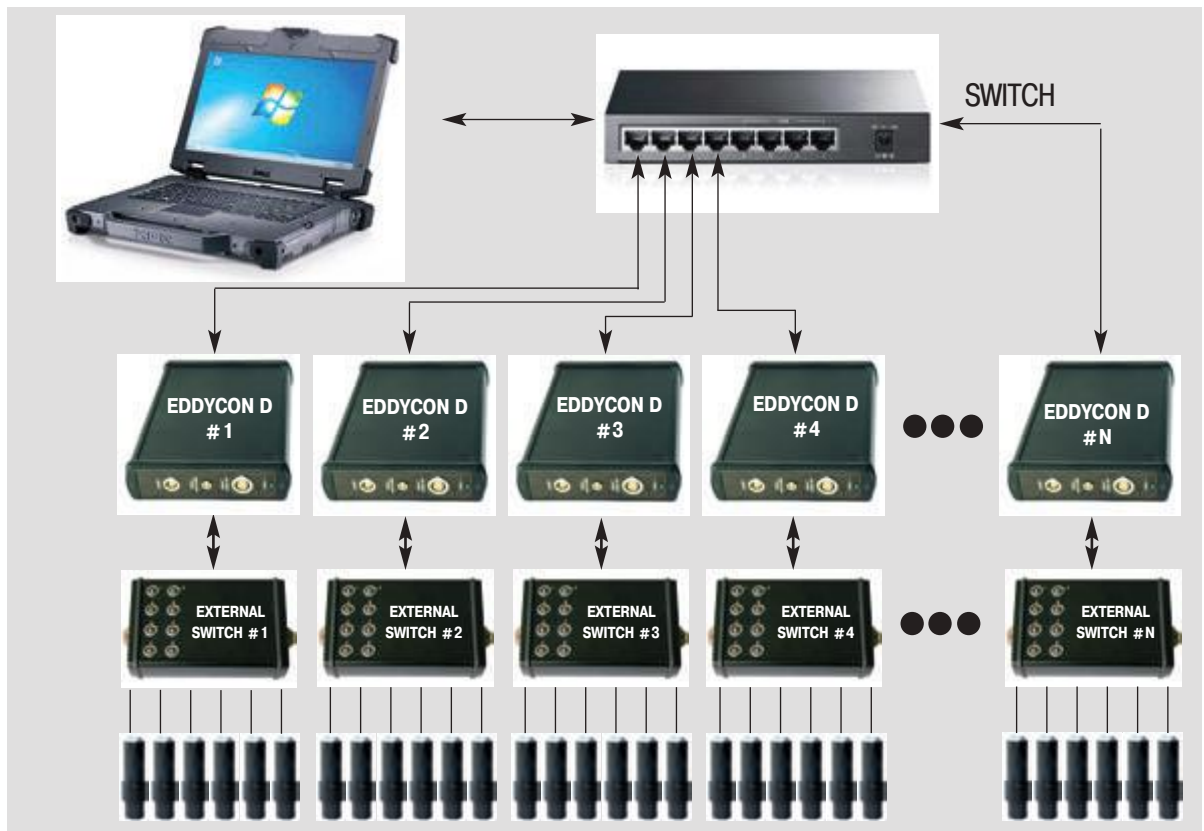 SWITCH
EDDYCON D
#1
EDDYCON D
#2
EDDYCON D
#3
EDDYCON D
#4
EDDYCON D
#N
EXTERNAL
SWITCH #1
EXTERNAL
SWITCH #2
EXTERNAL
SWITCH #3
EXTERNAL
SWITCH #4
EXTERNAL
SWITCH #N